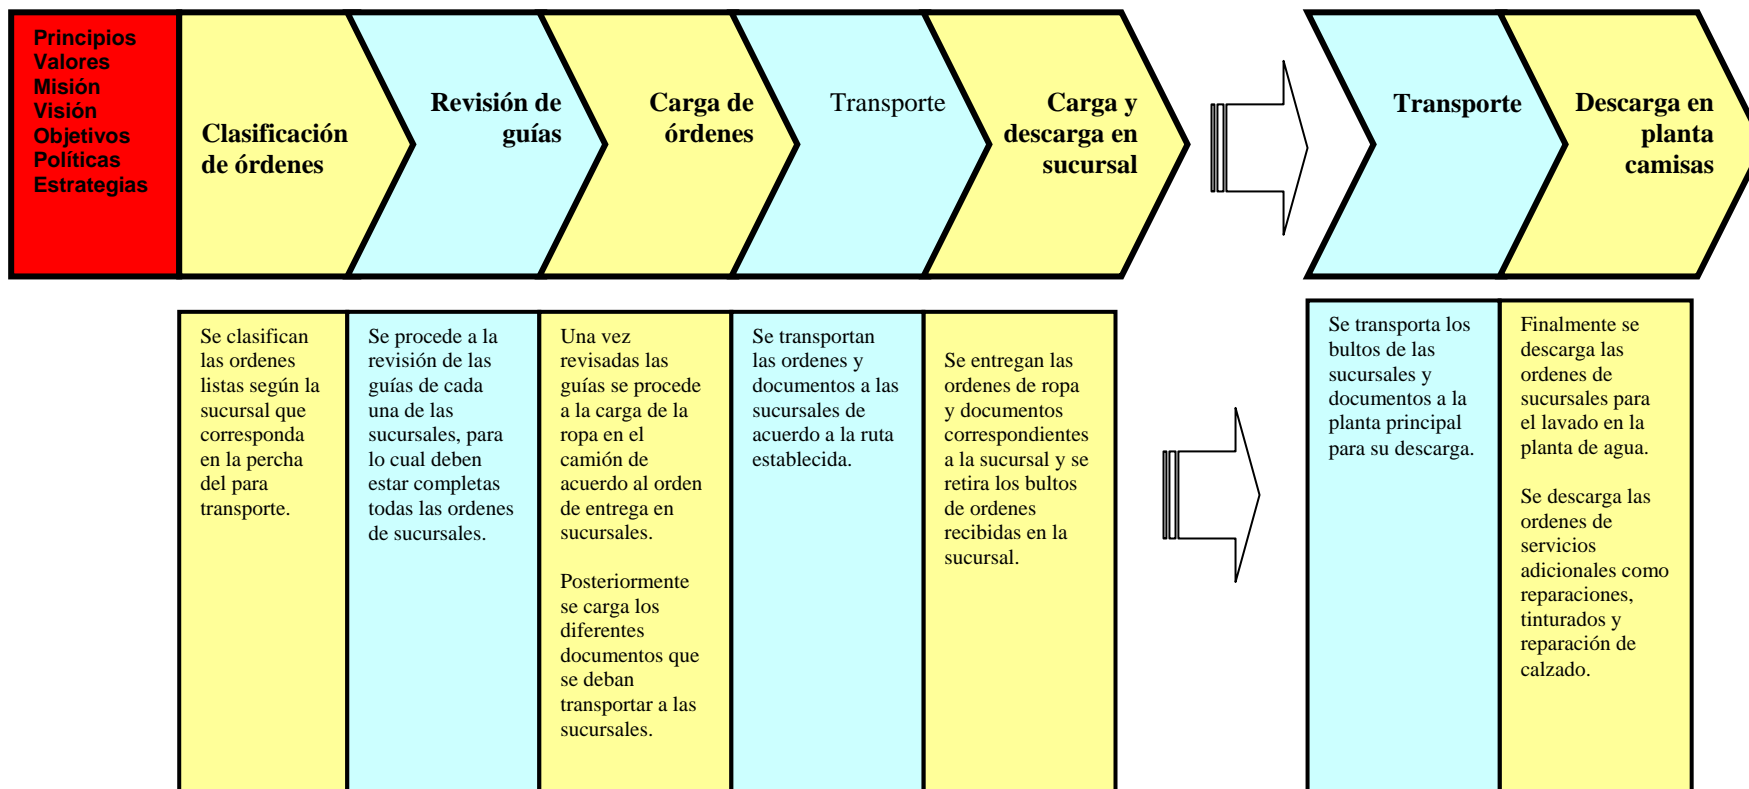 Principios
Valores
Misión
Visión
Objetivos
Políticas
Estrategias
Clasificación
de órdenes
Revisión de
guías
Carga de
órdenes
Transporte
Carga y
descarga en
sucursal
Transporte
Descarga en
planta
camisas
Se clasifican
las ordenes
listas según la
sucursal que
corresponda
en la percha
del para
transporte.
Se procede a la
revisión de las
guías de cada
una de las
sucursales, para
lo cual deben
estar completas
todas las ordenes
de sucursales.
Una vez
revisadas las
guías se procede
a la carga de la
ropa en el
camión de
acuerdo al orden
de entrega en
sucursales.
Posteriormente
se carga los
diferentes
documentos que
se deban
transportar a las
sucursales.
Se transportan
las ordenes y
documentos a las
sucursales de
acuerdo a la ruta
establecida.
Se entregan las
ordenes de ropa
y documentos
correspondientes
a la sucursal y se
retira los bultos
de ordenes
recibidas en la
sucursal.
Se transporta los
bultos de las
sucursales y
documentos a la
planta principal
para su descarga.
Finalmente se
descarga las
ordenes de
sucursales para
el lavado en la
planta de agua.
Se descarga las
ordenes de
servicios
adicionales como
reparaciones,
tinturados y
reparación de
calzado.